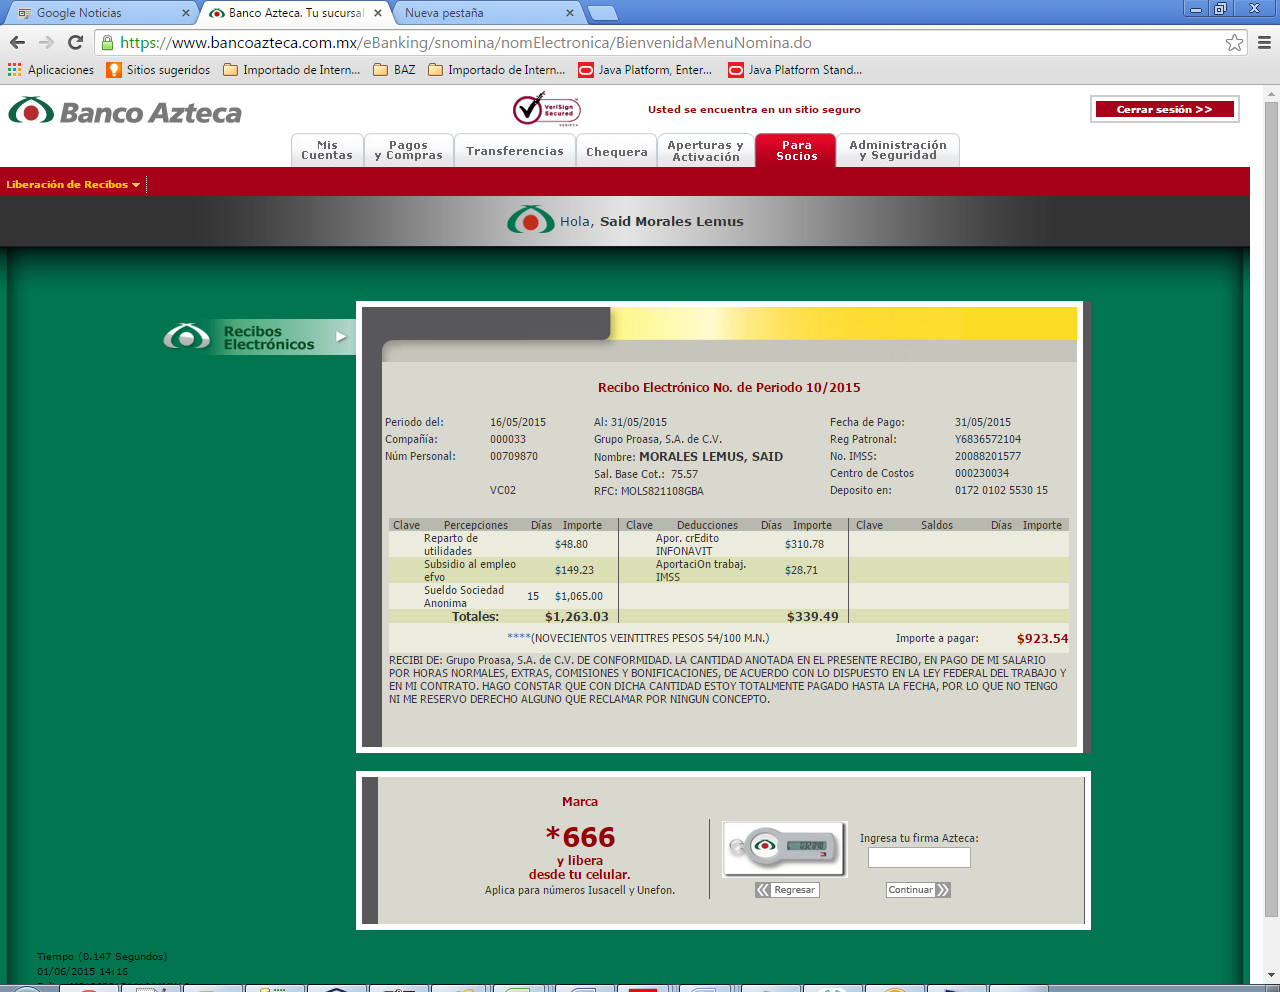 Google Noticias
Banco Azteca. Tu sucursal
Nueva pestaña
https://www.bancoazteca.com.mx/eBanking/snomina/nomElectronica/BienvenidaMenuNomina.do
Aplicaciones Sitios sugeridos Importado de Intern... BAZ Importado de Intern... Java Platform, Enter... Java Platform Stand...
Banco Azteca
VeriSign Secured
VERIFY
Usted se encuentra en un sitio seguro
Cerrar sesión >>
Mis Cuentas
Pagos y Compras
Transferencias
Chequera
Aperturas y Activación
Para Socios
Administración y Seguridad
Liberación de Recibos
Hola, Said Morales Lemus
Recibos Electrónicos
Recibo Electrónico No. de Periodo 10/2015
Periodo del: 16/05/2015 Al: 31/05/2015 Fecha de Pago: 31/05/2015
Compañía: 000033 Grupo Proasa, S.A. de C.V. Reg Patronal: Y6836572104
Núm Personal: 00709870 Nombre: MORALES LEMUS, SAID No. IMSS: 20088201577
Sal. Base Cot.: 75.57 Centro de Costos 000230034
VC02 RFC: MOLS821108GBA Deposito en: 0172 0102 5530 15
Clave Percepciones Días Importe Clave Deducciones Días Importe Clave Saldos Días Importe
Reparto de utilidades $48.80 Apor. crEdito INFONAVIT $310.78
Subsidio al empleo efvo $149.23 AportaciOn trabaj. IMSS $28.71
Sueldo Sociedad Anonima 15 $1,065.00
Totales: $1,263.03 $339.49
****(NOVECIENTOS VEINTITRES PESOS 54/100 M.N.) Importe a pagar: $923.54
RECIBI DE: Grupo Proasa, S.A. de C.V. DE CONFORMIDAD. LA CANTIDAD ANOTADA EN EL PRESENTE RECIBO, EN PAGO DE MI SALARIO
POR HORAS NORMALES, EXTRAS, COMISIONES Y BONIFICACIONES, DE ACUERDO CON LO DISPUESTO EN LA LEY FEDERAL DEL TRABAJO Y
EN MI CONTRATO. HAGO CONSTAR QUE CON DICHA CANTIDAD ESTOY TOTALMENTE PAGADO HASTA LA FECHA, POR LO QUE NO TENGO
NI ME RESERVO DERECHO ALGUNO QUE RECLAMAR POR NINGUN CONCEPTO.
Marca
*666
y libera
desde tu celular.
Aplica para números Iusacell y Unefon.
Ingresa tu firma Azteca:
Regresar
Continuar
Tiempo (0.147 Segundos)
01/06/2015 14:16